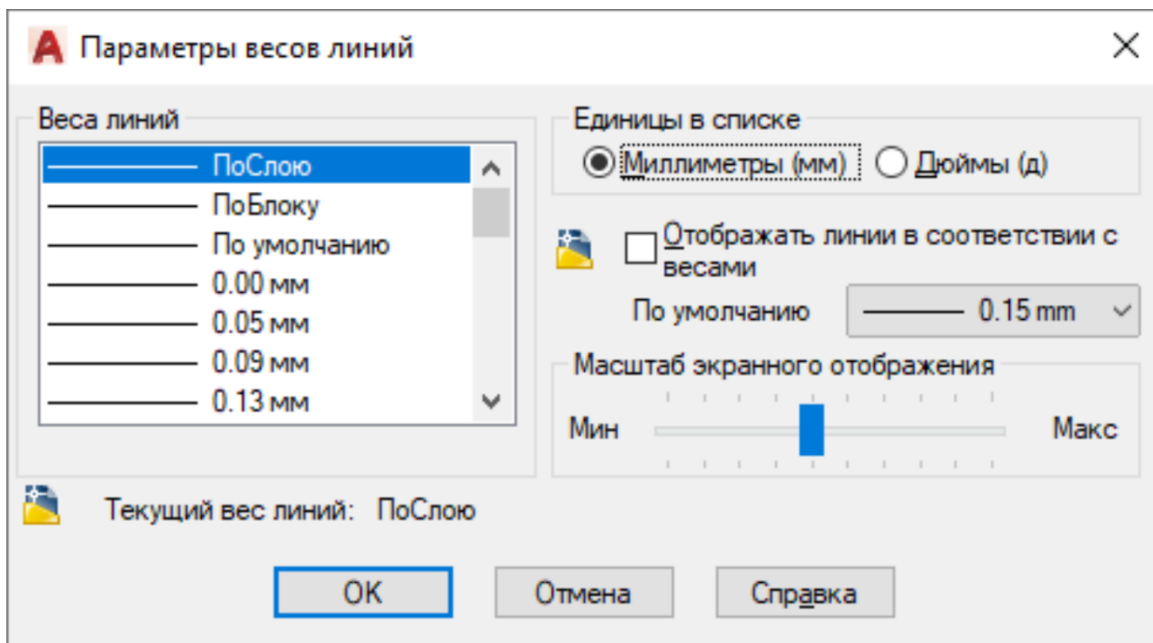 Параметры весов линий
Веса линий
ПоСлою
ПоБлоку
По умолчанию
0.00 мм
0.05 мм
0.09 мм
0.13 мм
Единицы в списке
Миллиметры (мм) Дюймы (д)
Отображать линии в соответствии с
весами
По умолчанию 0.15 mm
Масштаб экранного отображения
Мин Макс
Текущий вес линий: ПоСлою
OK Отмена Справка